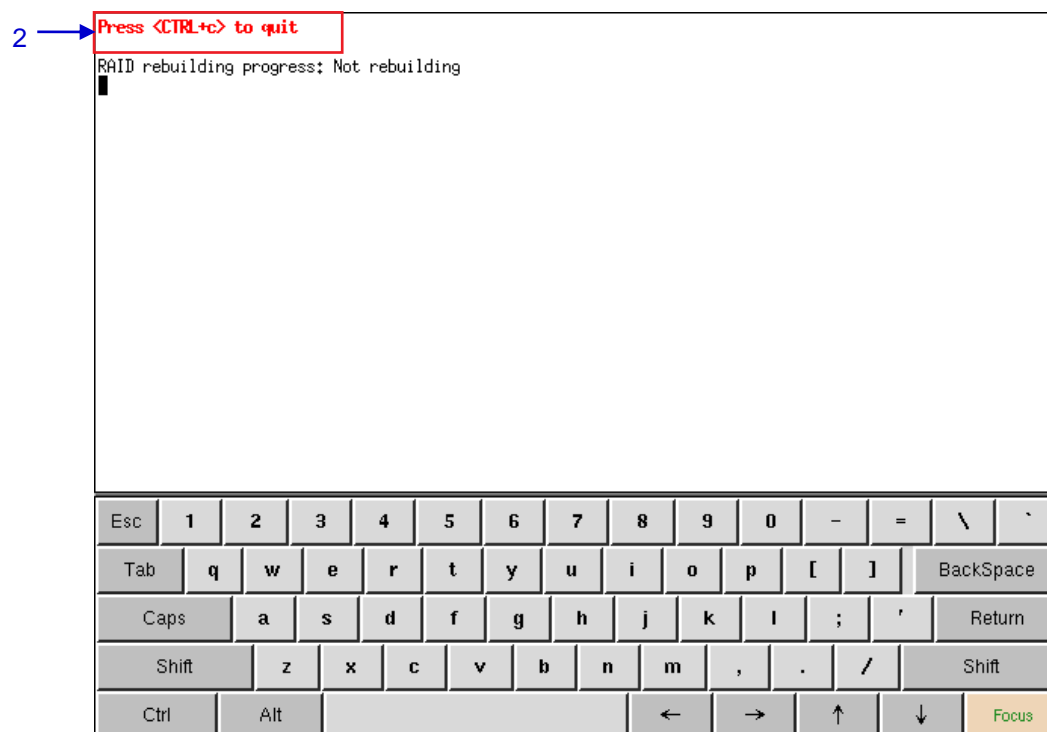 2
Press <CTRL+c> to quit
RAID rebuilding progress: Not rebuilding
Esc 1 2 3 4 5 6 7 8 9 0 - = \ `
Tab q w e r t y u i o p [ ] BackSpace
Caps a s d f g h j k l ; ' Return
Shift z x c v b n m , . / Shift
Ctrl Alt ← → ↑ ↓ Focus